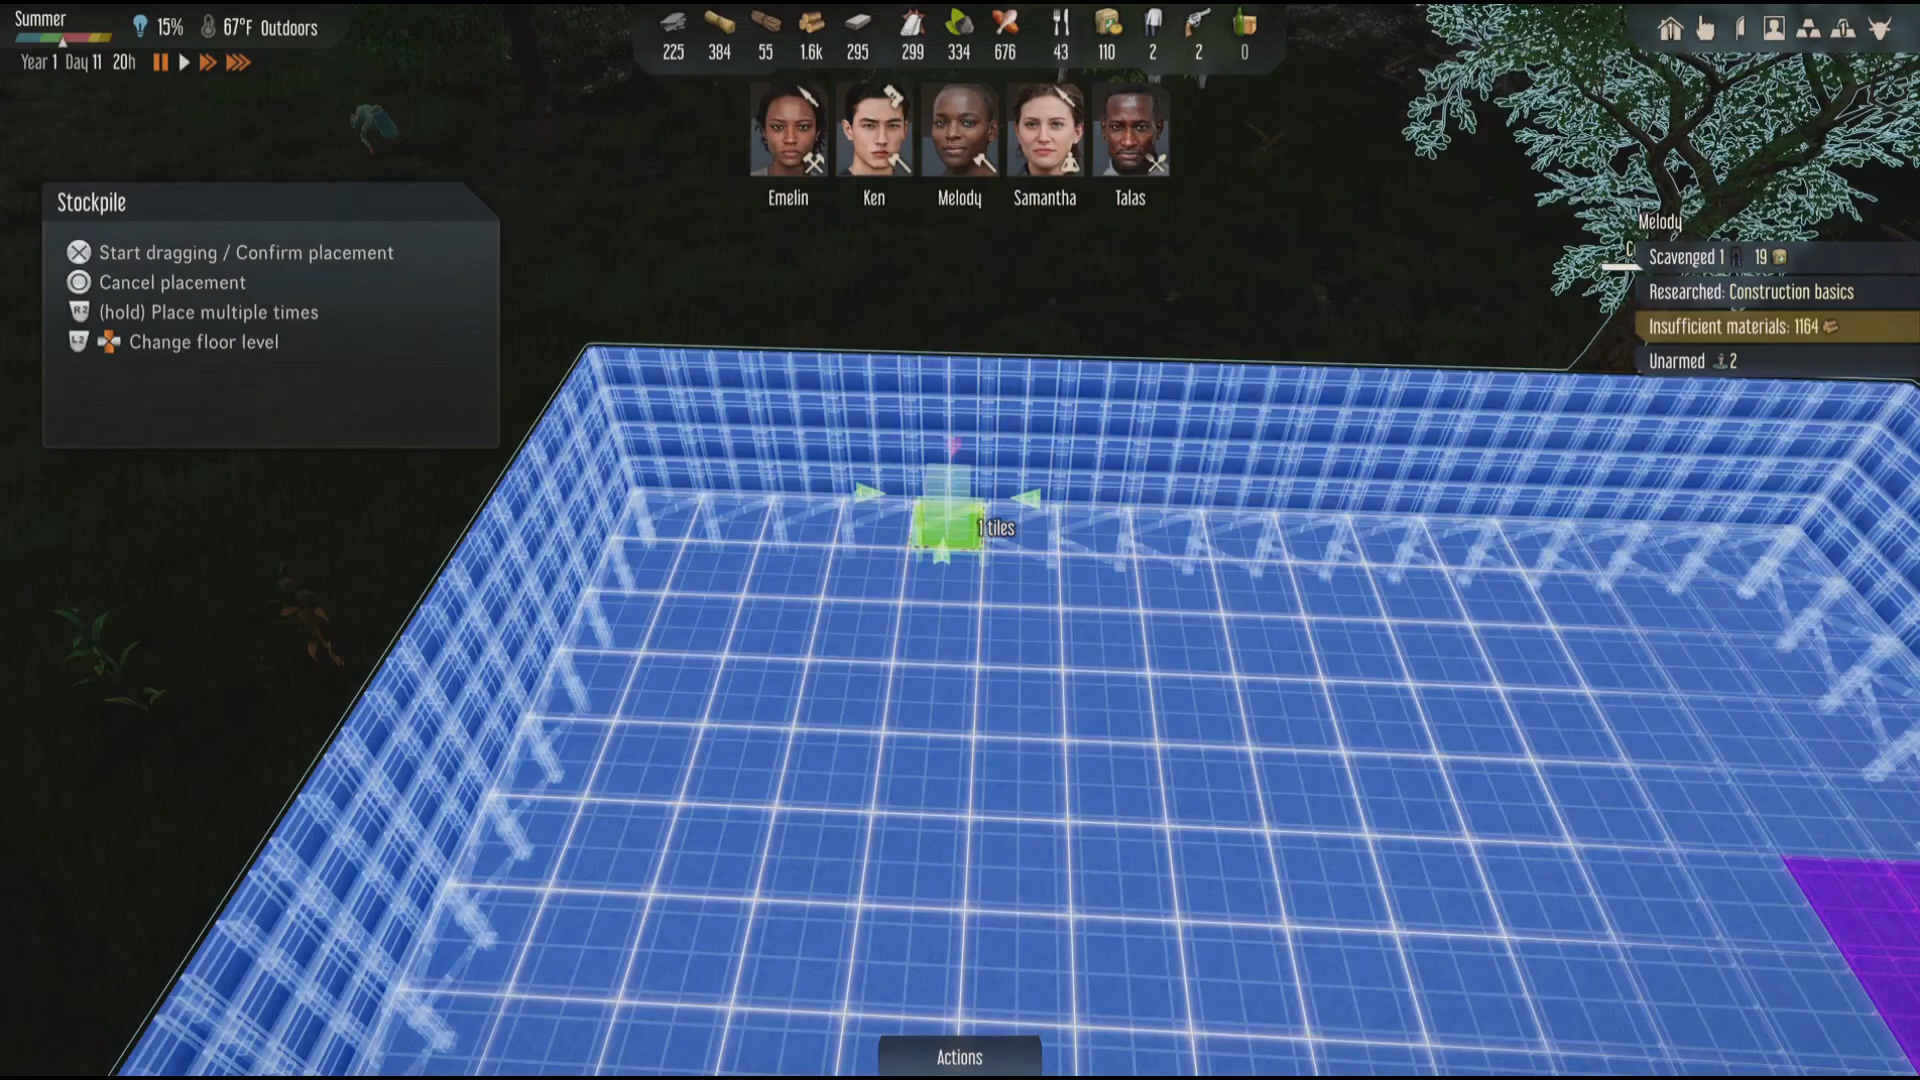 Summer
15%
67°F Outdoors
Year 1 Day 11 20h
225 384 55 1.6k 295 299 334 676 43 110 2 2 0
Emelin
Ken
Melody
Samantha
Talas
Stockpile
Start dragging / Confirm placement
Cancel placement
R2 (hold) Place multiple times
L2 Change floor level
Melody
Scavenged 1 19
Researched: Construction basics
Insufficient materials: 1164
Unarmed 2
1 tiles
Actions